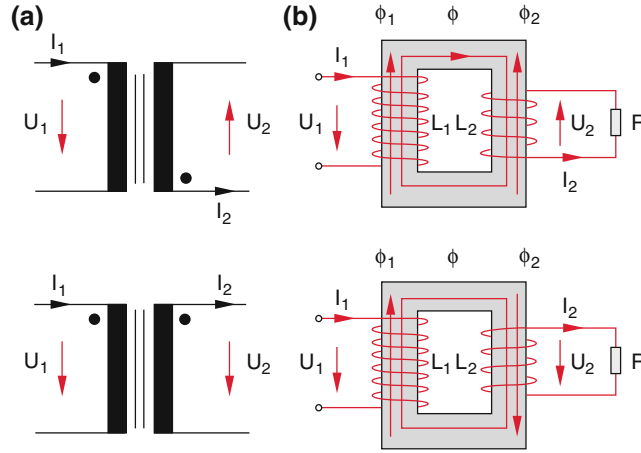 (a) (b) ϕ₁ ϕ ϕ₂
I₁ I₁
U₁ U₂ U₁ L₁ L₂ U₂ R
I₂ I₂
ϕ₁ ϕ ϕ₂
I₁ I₂ I₁ I₂
U₁ U₂ U₁ L₁ L₂ U₂ R